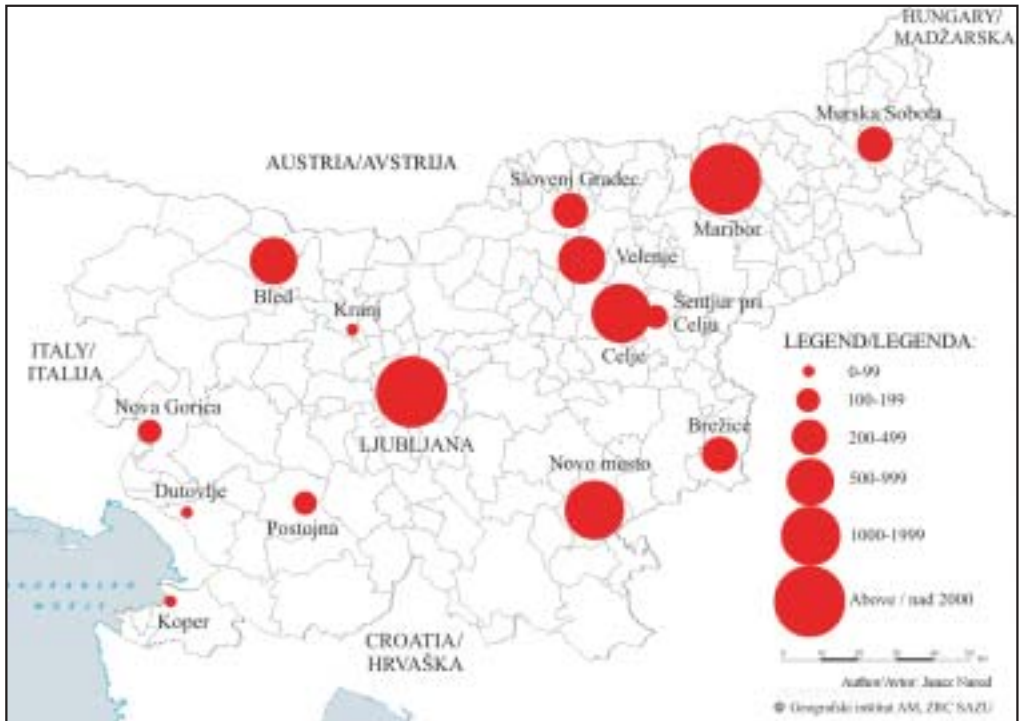 HUNGARY/
MADŽARSKA
Murska Sobota
AUSTRIA/AVSTRIJA
Slovenj Gradec
Maribor
Velenje
Bled
Kranj
Šentjur pri
Celju
Celje
ITALY/
ITALIJA
LEGEND/LEGENDA:
0-99
100-199
200-499
500-999
1000-1999
Above / nad 2000
Nova Gorica
LJUBLJANA
Brežice
Novo mesto
Dutovlje
Postojna
Koper
CROATIA/
HRVAŠKA
Author/Avtor: Janez Nared
© Geografski inštitut AM, ZRC SAZU